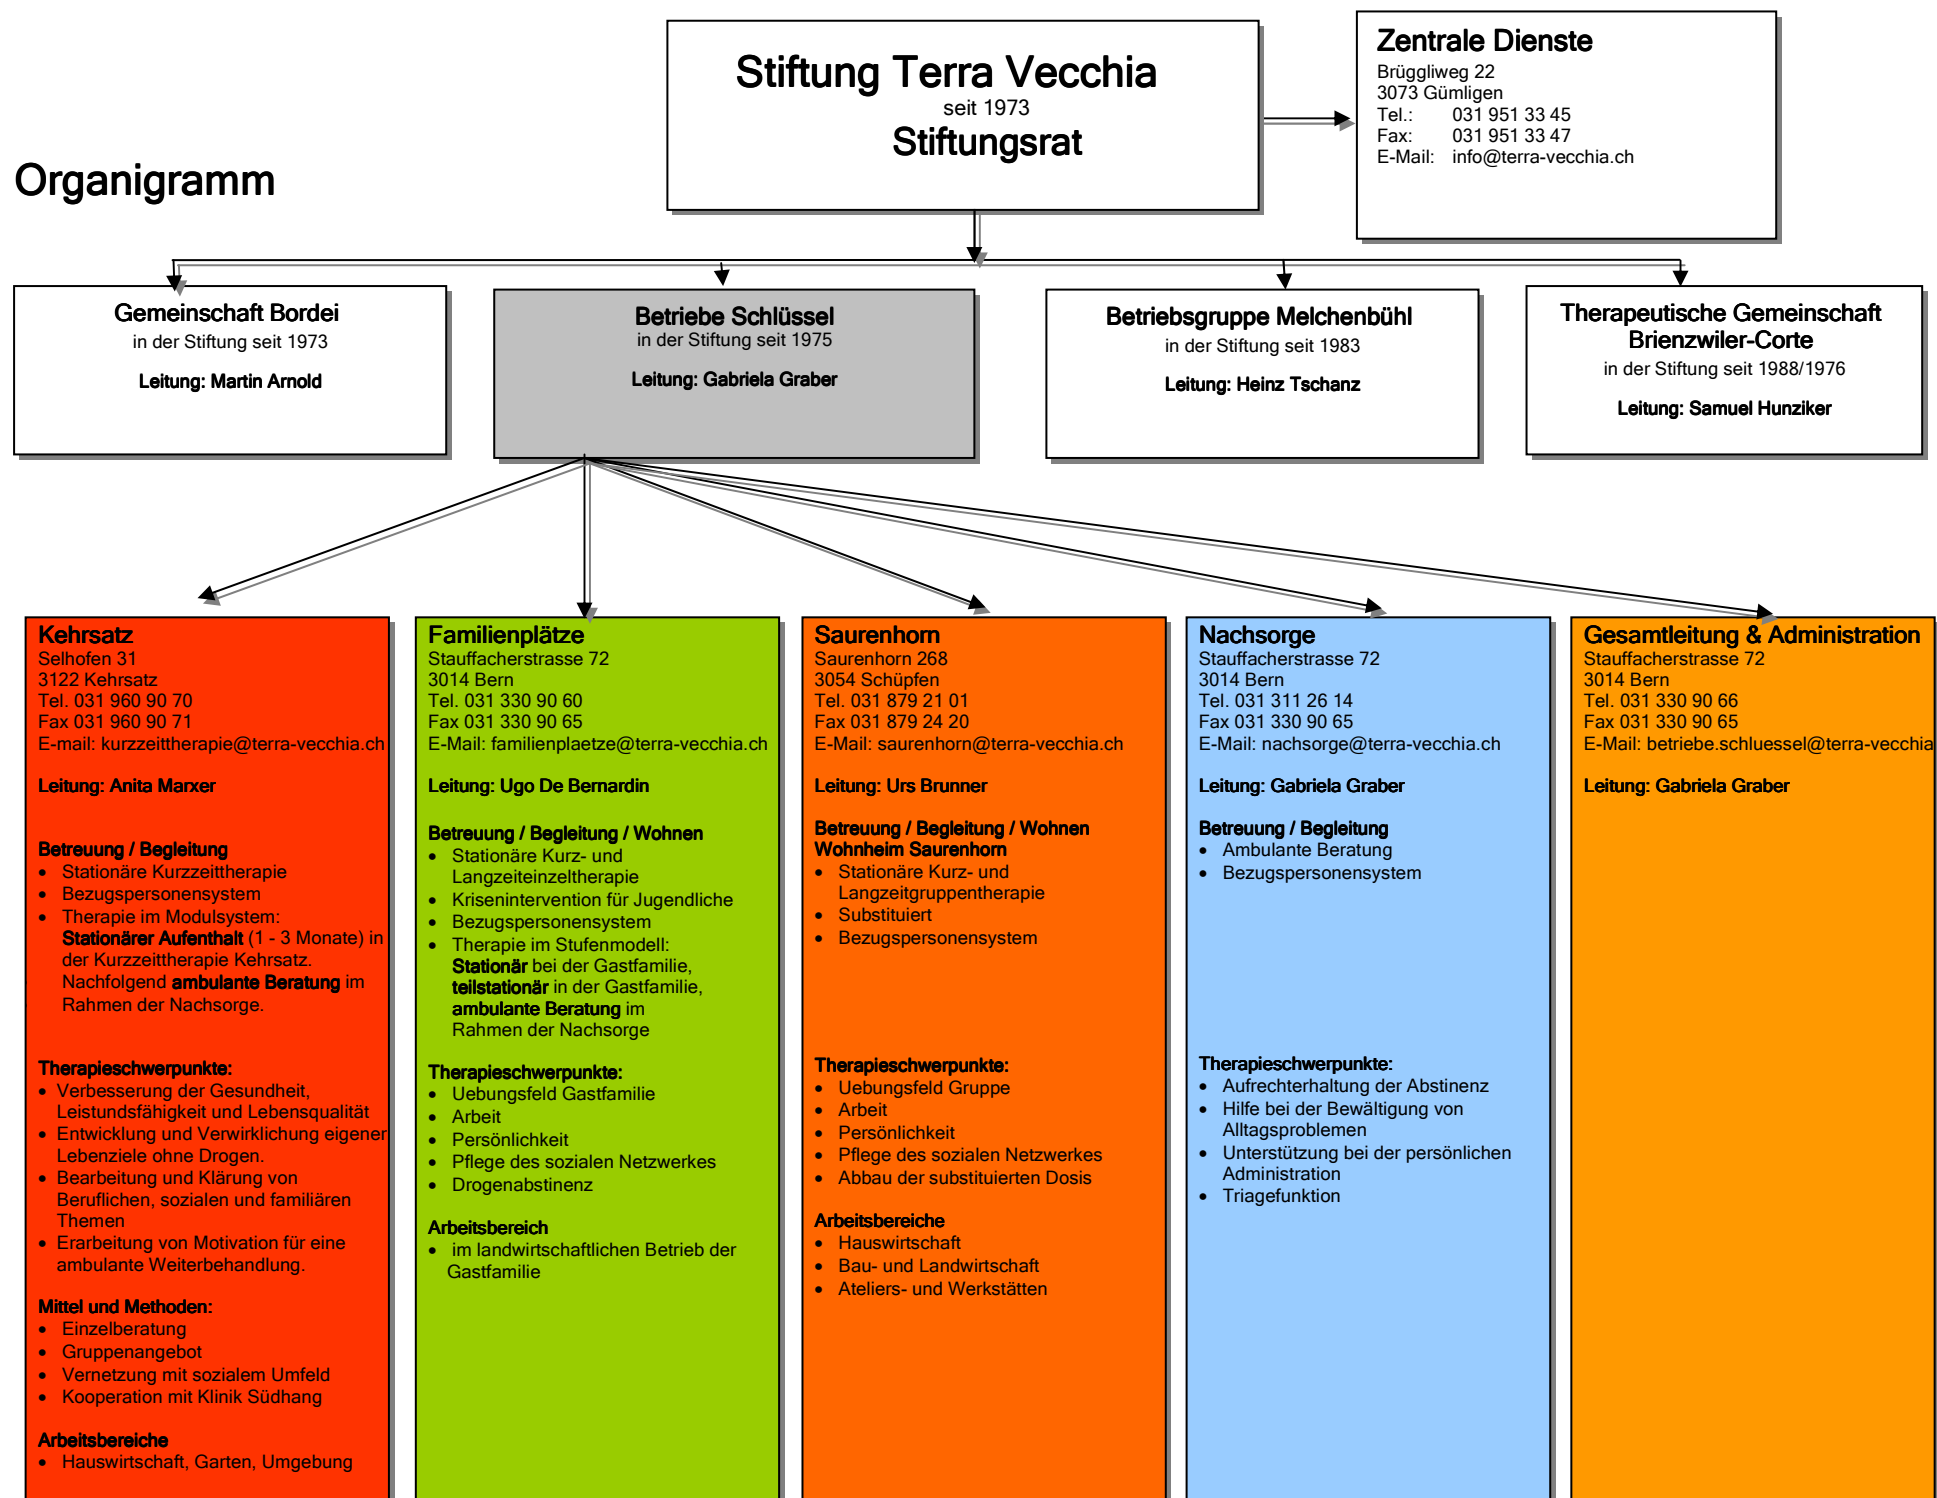 Stiftung Terra Vecchia
seit 1973
Stiftungsrat
Zentrale Dienste
Brüggliweg 22
3073 Gümligen
Tel.: 031 951 33 45
Fax: 031 951 33 47
E-Mail: info@terra-vecchia.ch
Organigramm
Gemeinschaft Bordei
in der Stiftung seit 1973
Leitung: Martin Arnold
Betriebe Schlüssel
in der Stiftung seit 1975
Leitung: Gabriela Graber
Betriebsgruppe Melchenbühl
in der Stiftung seit 1983
Leitung: Heinz Tschanz
Therapeutische Gemeinschaft
Brienzwiler-Corte
in der Stiftung seit 1988/1976
Leitung: Samuel Hunziker
Kehrsatz
Selhofen 31
3122 Kehrsatz
Tel. 031 960 90 70
Fax 031 960 90 71
E-mail: kurzzeittherapie@terra-vecchia.ch
Leitung: Anita Marxer
Betreuung / Begleitung
• Stationäre Kurzzeittherapie
• Bezugspersonensystem
• Therapie im Modulsystem:
Stationärer Aufenthalt (1 - 3 Monate) in
der Kurzzeittherapie Kehrsatz.
Nachfolgend ambulante Beratung im
Rahmen der Nachsorge.
Therapieschwerpunkte:
• Verbesserung der Gesundheit,
Leistundsfähigkeit und Lebensqualität
• Entwicklung und Verwirklichung eigener
Lebenziele ohne Drogen.
• Bearbeitung und Klärung von
Beruflichen, sozialen und familiären
Themen
• Erarbeitung von Motivation für eine
ambulante Weiterbehandlung.
Mittel und Methoden:
• Einzelberatung
• Gruppenangebot
• Vernetzung mit sozialem Umfeld
• Kooperation mit Klinik Südhang
Arbeitsbereiche
• Hauswirtschaft, Garten, Umgebung
Familienplätze
Stauffacherstrasse 72
3014 Bern
Tel. 031 330 90 60
Fax 031 330 90 65
E-Mail: familienplaetze@terra-vecchia.ch
Leitung: Ugo De Bernardin
Betreuung / Begleitung / Wohnen
• Stationäre Kurz- und
Langzeiteinzeltherapie
• Krisenintervention für Jugendliche
• Bezugspersonensystem
• Therapie im Stufenmodell:
Stationär bei der Gastfamilie,
teilstationär in der Gastfamilie,
ambulante Beratung im
Rahmen der Nachsorge
Therapieschwerpunkte:
• Uebungsfeld Gastfamilie
• Arbeit
• Persönlichkeit
• Pflege des sozialen Netzwerkes
• Drogenabstinenz
Arbeitsbereich
• im landwirtschaftlichen Betrieb der
Gastfamilie
Saurenhorn
Saurenhorn 268
3054 Schüpfen
Tel. 031 879 21 01
Fax 031 879 24 20
E-Mail: saurenhorn@terra-vecchia.ch
Leitung: Urs Brunner
Betreuung / Begleitung / Wohnen
Wohnheim Saurenhorn
• Stationäre Kurz- und
Langzeitgruppentherapie
• Substituiert
• Bezugspersonensystem
Therapieschwerpunkte:
• Uebungsfeld Gruppe
• Arbeit
• Persönlichkeit
• Pflege des sozialen Netzwerkes
• Abbau der substituierten Dosis
Arbeitsbereiche
• Hauswirtschaft
• Bau- und Landwirtschaft
• Ateliers- und Werkstätten
Nachsorge
Stauffacherstrasse 72
3014 Bern
Tel. 031 311 26 14
Fax 031 330 90 65
E-Mail: nachsorge@terra-vecchia.ch
Leitung: Gabriela Graber
Betreuung / Begleitung
• Ambulante Beratung
• Bezugspersonensystem
Therapieschwerpunkte:
• Aufrechterhaltung der Abstinenz
• Hilfe bei der Bewältigung von
Alltagsproblemen
• Unterstützung bei der persönlichen
Administration
• Triagefunktion
Gesamtleitung & Administration
Stauffacherstrasse 72
3014 Bern
Tel. 031 330 90 66
Fax 031 330 90 65
E-Mail: betriebe.schluessel@terra-vecchia
Leitung: Gabriela Graber